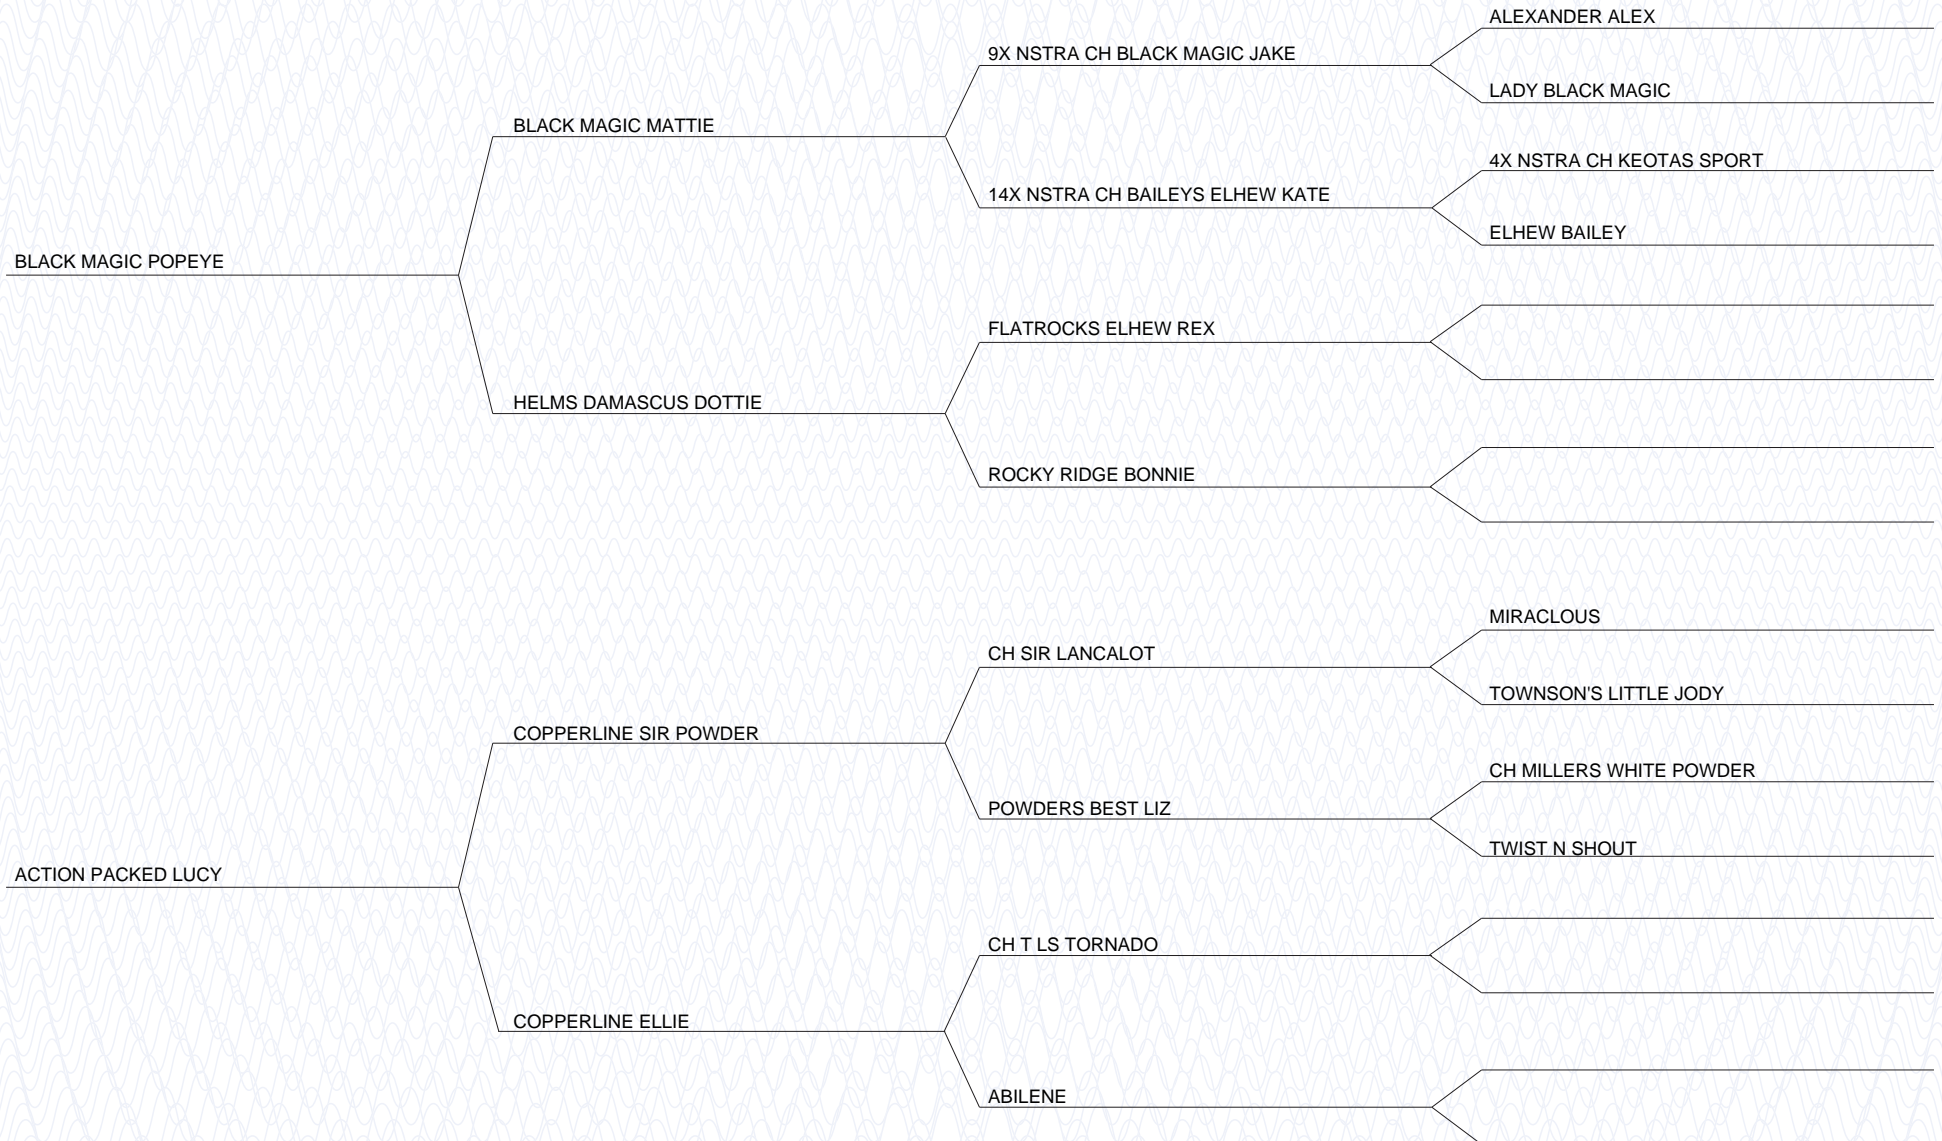 ALEXANDER ALEX
9X NSTRA CH BLACK MAGIC JAKE
LADY BLACK MAGIC
BLACK MAGIC MATTIE
4X NSTRA CH KEOTAS SPORT
14X NSTRA CH BAILEYS ELHEW KATE
ELHEW BAILEY
BLACK MAGIC POPEYE
FLATROCKS ELHEW REX
HELMS DAMASCUS DOTTIE
ROCKY RIDGE BONNIE
MIRACLOUS
CH SIR LANCALOT
TOWNSON'S LITTLE JODY
COPPERLINE SIR POWDER
CH MILLERS WHITE POWDER
POWDERS BEST LIZ
TWIST N SHOUT
ACTION PACKED LUCY
CH T LS TORNADO
COPPERLINE ELLIE
ABILENE